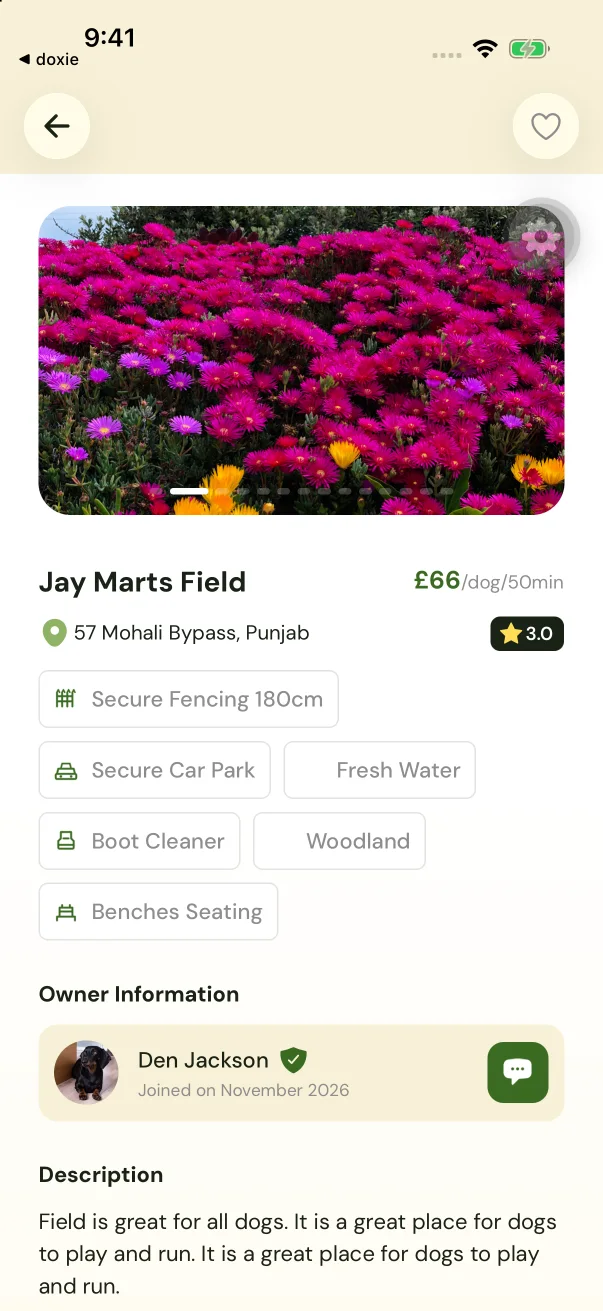 9:41
◀ doxie
Jay Marts Field
£66/dog/50min
57 Mohali Bypass, Punjab
3.0
Secure Fencing 180cm
Secure Car Park
Fresh Water
Boot Cleaner
Woodland
Benches Seating
Owner Information
Den Jackson
Joined on November 2026
Description
Field is great for all dogs. It is a great place for dogs
to play and run. It is a great place for dogs to play
and run.